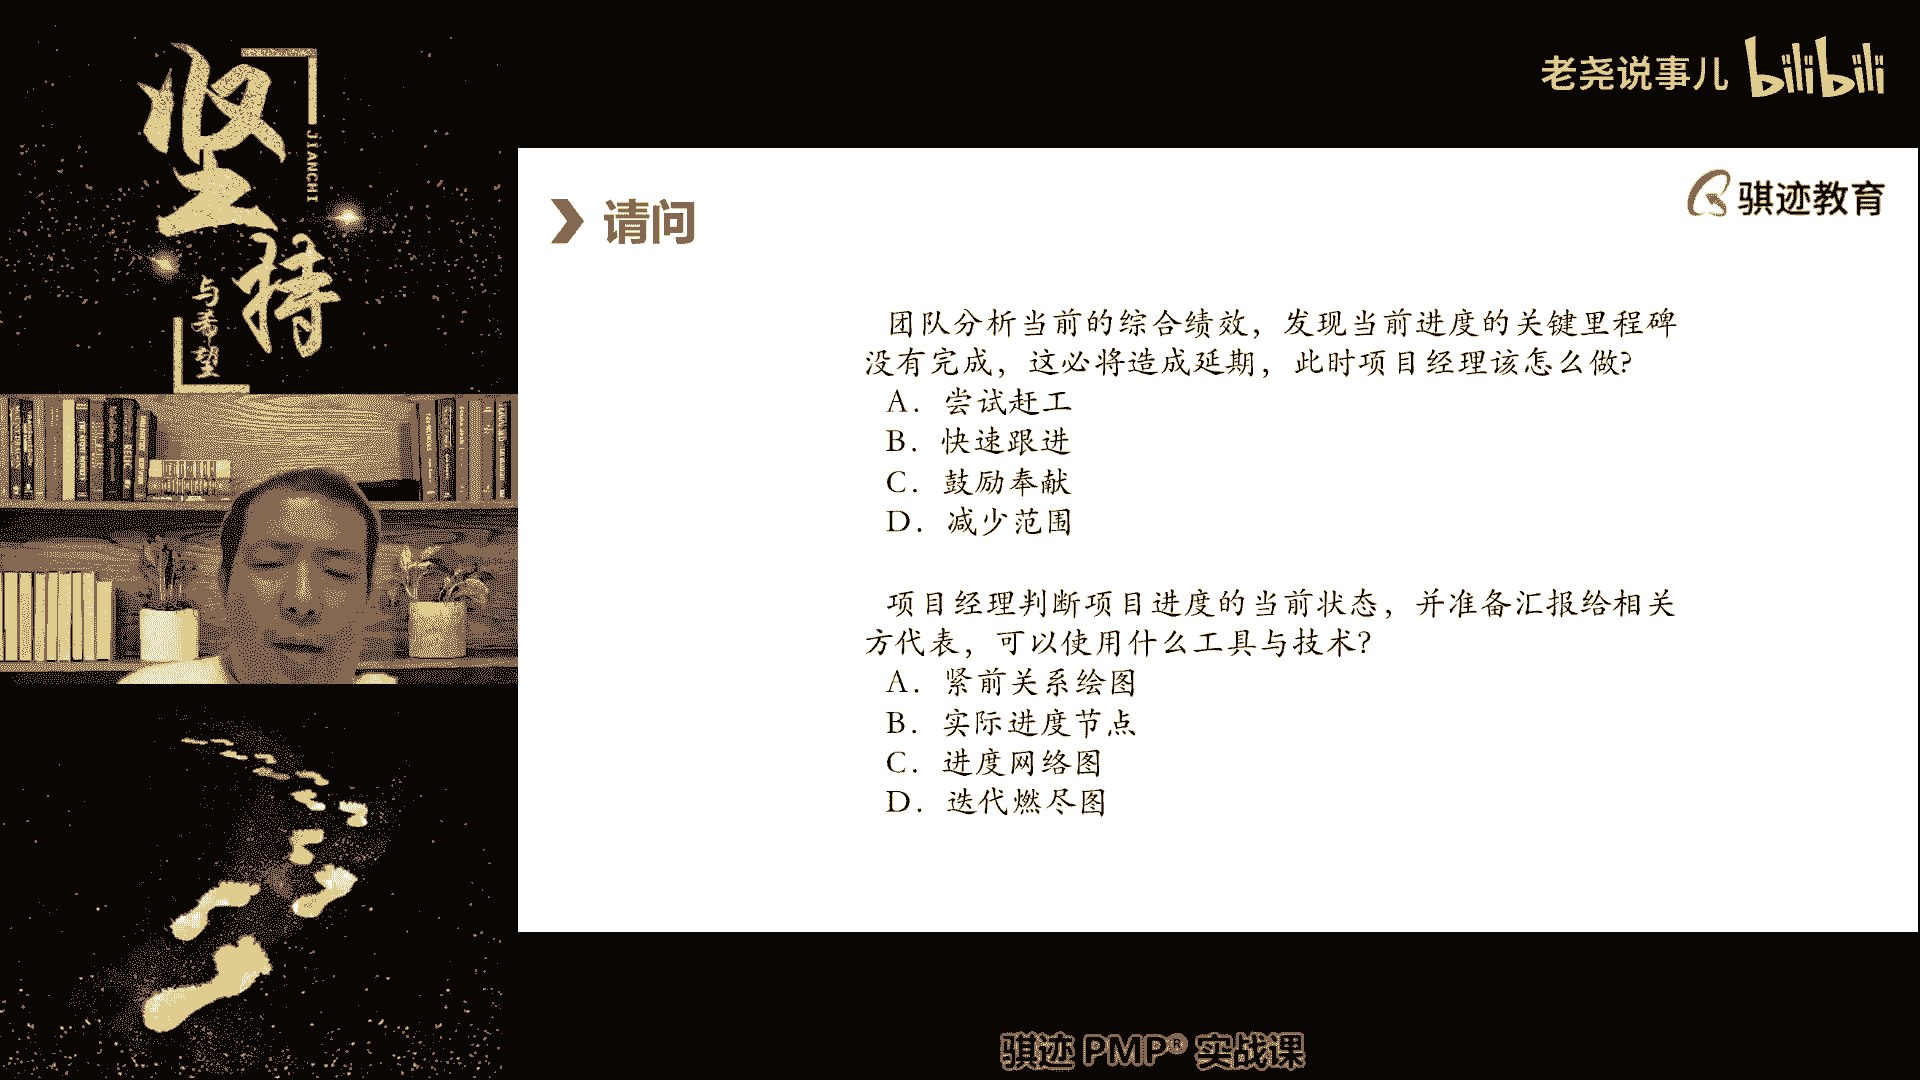 坚持
JIANCHI
与希望
老尧说事儿 bilibili
骐迹教育
请问
团队分析当前的综合绩效，发现当前进度的关键里程碑
没有完成，这必将造成延期，此时项目经理该怎么做?
A. 尝试赶工
B. 快速跟进
C. 鼓励奉献
D. 减少范围
项目经理判断项目进度的当前状态，并准备汇报给相关
方代表，可以使用什么工具与技术?
A. 紧前关系绘图
B. 实际进度节点
C. 进度网络图
D. 迭代燃尽图
骐迹 PMP® 实战课